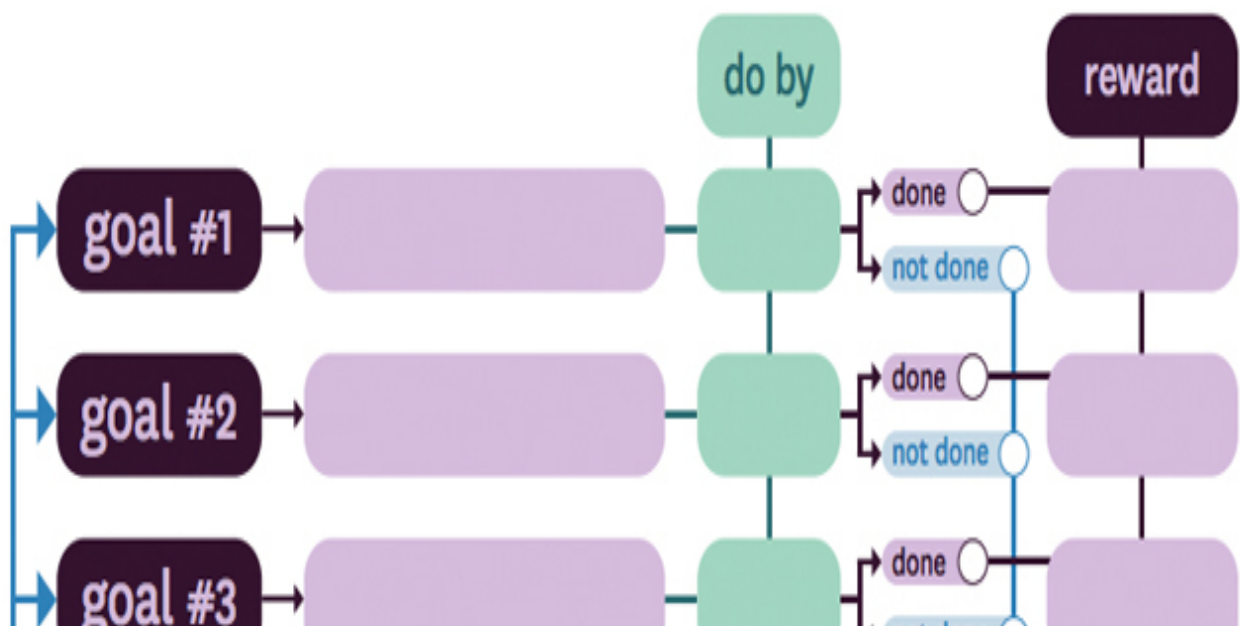 do by
reward
goal #1
done
not done
goal #2
done
not done
goal #3
done